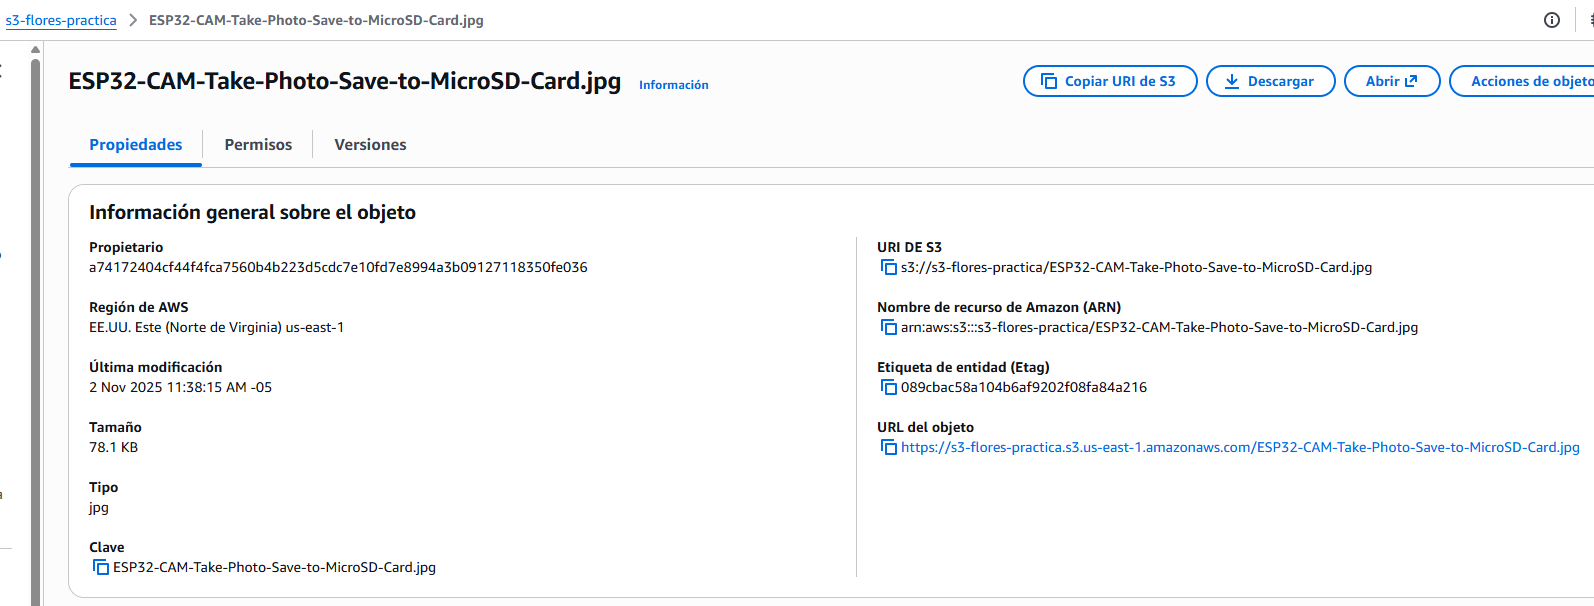 s3-flores-practica > ESP32-CAM-Take-Photo-Save-to-MicroSD-Card.jpg
ESP32-CAM-Take-Photo-Save-to-MicroSD-Card.jpg Información
Copiar URI de S3 Descargar Abrir Acciones de objeto
Propiedades Permisos Versiones
Información general sobre el objeto
Propietario
a74172404cf44f4fca7560b4b223d5cdc7e10fd7e8994a3b09127118350fe036
Región de AWS
EE.UU. Este (Norte de Virginia) us-east-1
Última modificación
2 Nov 2025 11:38:15 AM -05
Tamaño
78.1 KB
Tipo
jpg
Clave
ESP32-CAM-Take-Photo-Save-to-MicroSD-Card.jpg
URI DE S3
s3://s3-flores-practica/ESP32-CAM-Take-Photo-Save-to-MicroSD-Card.jpg
Nombre de recurso de Amazon (ARN)
arn:aws:s3:::s3-flores-practica/ESP32-CAM-Take-Photo-Save-to-MicroSD-Card.jpg
Etiqueta de entidad (Etag)
089cbac58a104b6af9202f08fa84a216
URL del objeto
https://s3-flores-practica.s3.us-east-1.amazonaws.com/ESP32-CAM-Take-Photo-Save-to-MicroSD-Card.jpg